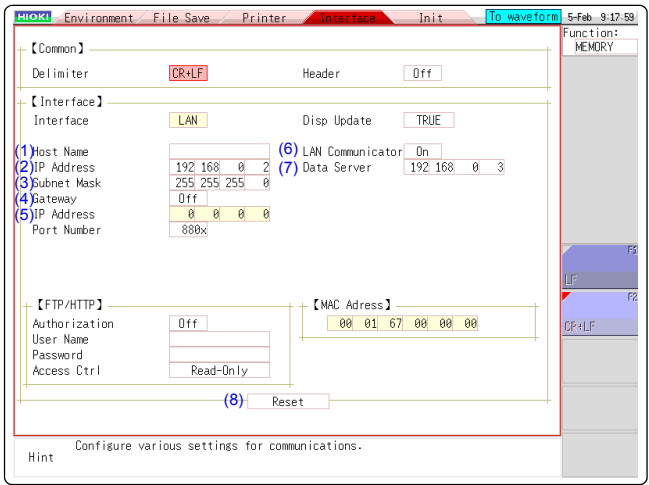 HIOKI Environment File Save Printer Interface Init To waveform 5-Feb 9:17:59
Function:
MEMORY
【Common】
Delimiter CR+LF Header Off
【Interface】
Interface LAN Disp Update TRUE
(1) Host Name (6) LAN Communicator On
(2) IP Address 192 168 0 2 (7) Data Server 192 168 0 3
(3) Subnet Mask 255 255 255 0
(4) Gateway Off
(5) IP Address 0 0 0 0
Port Number 880x
F1
LF
F2
CR+LF
【FTP/HTTP】 【MAC Adress】
Authorization Off 00 01 67 00 00 00
User Name
Password
Access Ctrl Read-Only
(8) Reset
Configure various settings for communications.
Hint